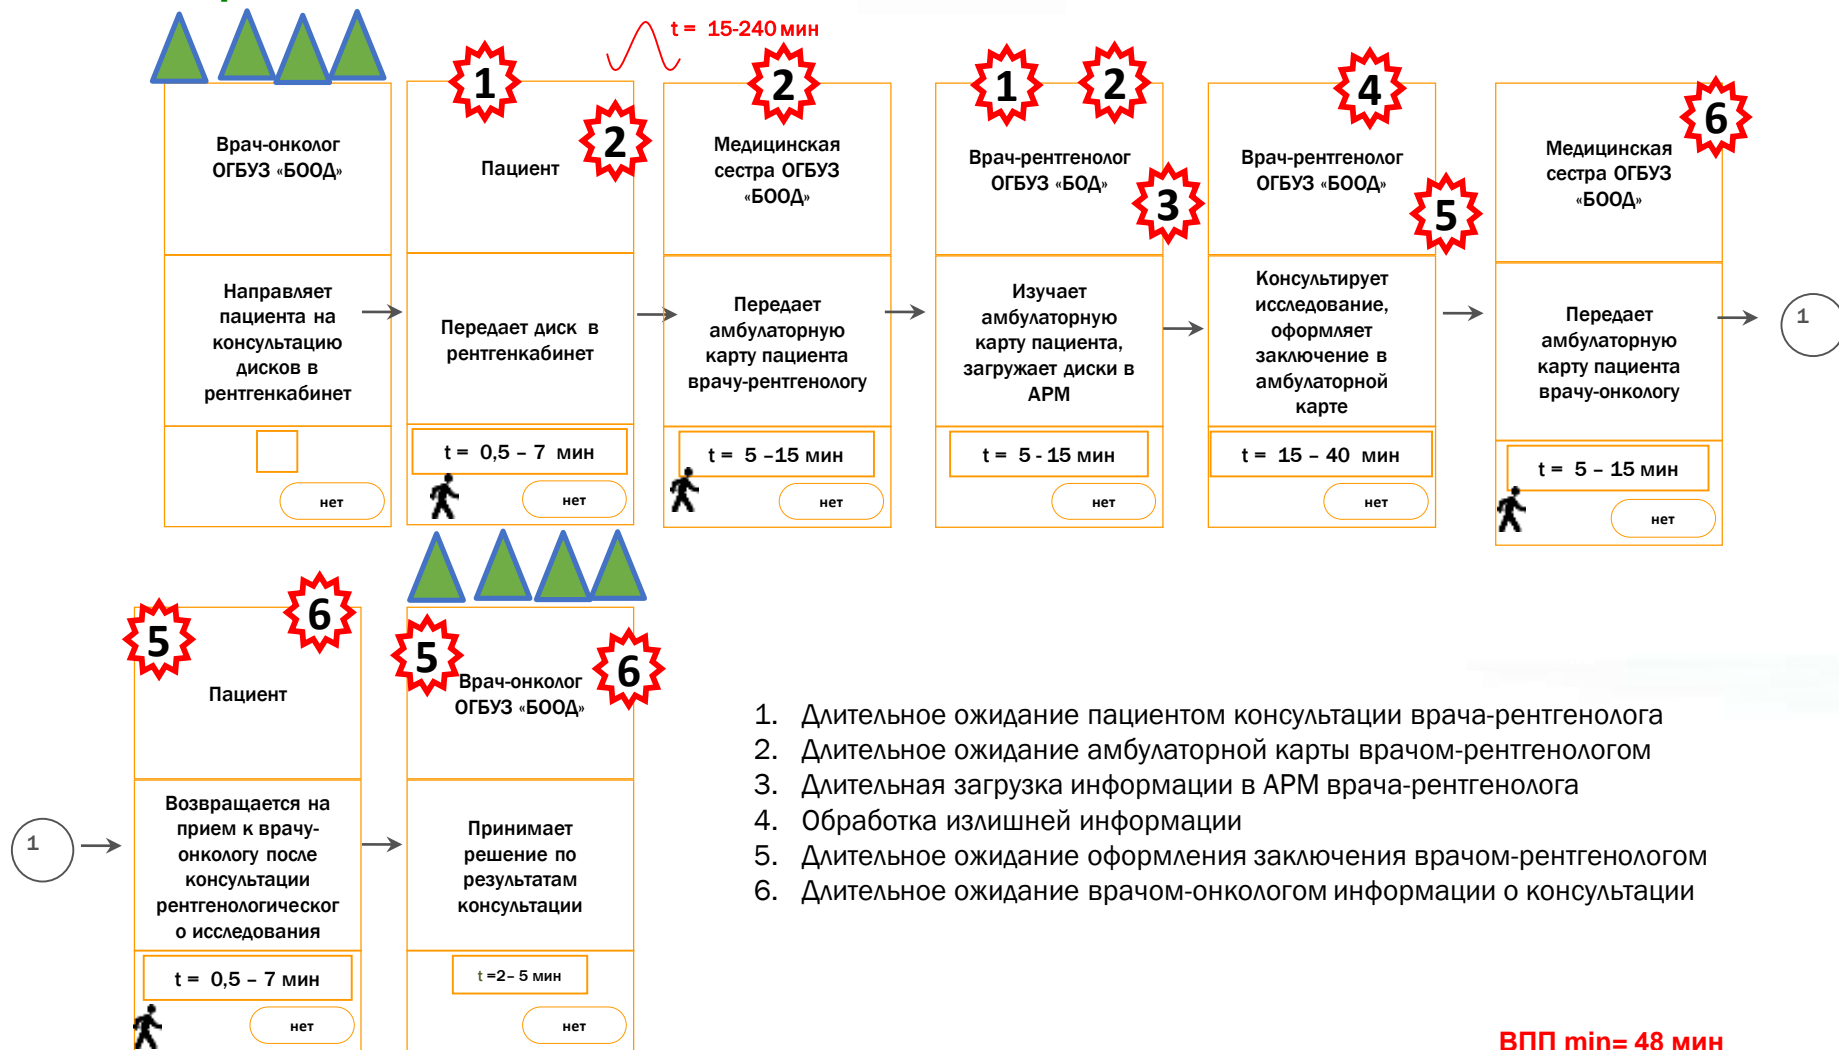 t = 15-240 мин
1
2
2
1
2
3
4
5
6
Врач-онколог
ОГБУЗ «БООД»
Направляет
пациента на
консультацию
дисков в
рентгенкабинет
нет
Пациент
Передает диск в
рентгенкабинет
t = 0,5 – 7 мин
нет
Медицинская
сестра ОГБУЗ
«БООД»
Передает
амбулаторную
карту пациента
врачу-рентгенологу
t = 5 –15 мин
нет
Врач-рентгенолог
ОГБУЗ «БОД»
Изучает
амбулаторную
карту пациента,
загружает диски в
АРМ
t = 5 - 15 мин
нет
Врач-рентгенолог
ОГБУЗ «БООД»
Консультирует
исследование,
оформляет
заключение в
амбулаторной
карте
t = 15 – 40 мин
нет
Медицинская
сестра ОГБУЗ
«БООД»
Передает
амбулаторную
карту пациента
врачу-онкологу
t = 5 – 15 мин
нет
1
1
5
6
Пациент
Возвращается на
прием к врачу-
онкологу после
консультации
рентгенологическог
о исследования
t = 0,5 – 7 мин
нет
5
6
Врач-онколог
ОГБУЗ «БООД»
Принимает
решение по
результатам
консультации
t =2– 5 мин
нет
1. Длительное ожидание пациентом консультации врача-рентгенолога
2. Длительное ожидание амбулаторной карты врачом-рентгенологом
3. Длительная загрузка информации в АРМ врача-рентгенолога
4. Обработка излишней информации
5. Длительное ожидание оформления заключения врачом-рентгенологом
6. Длительное ожидание врачом-онкологом информации о консультации
ВПП min= 48 мин